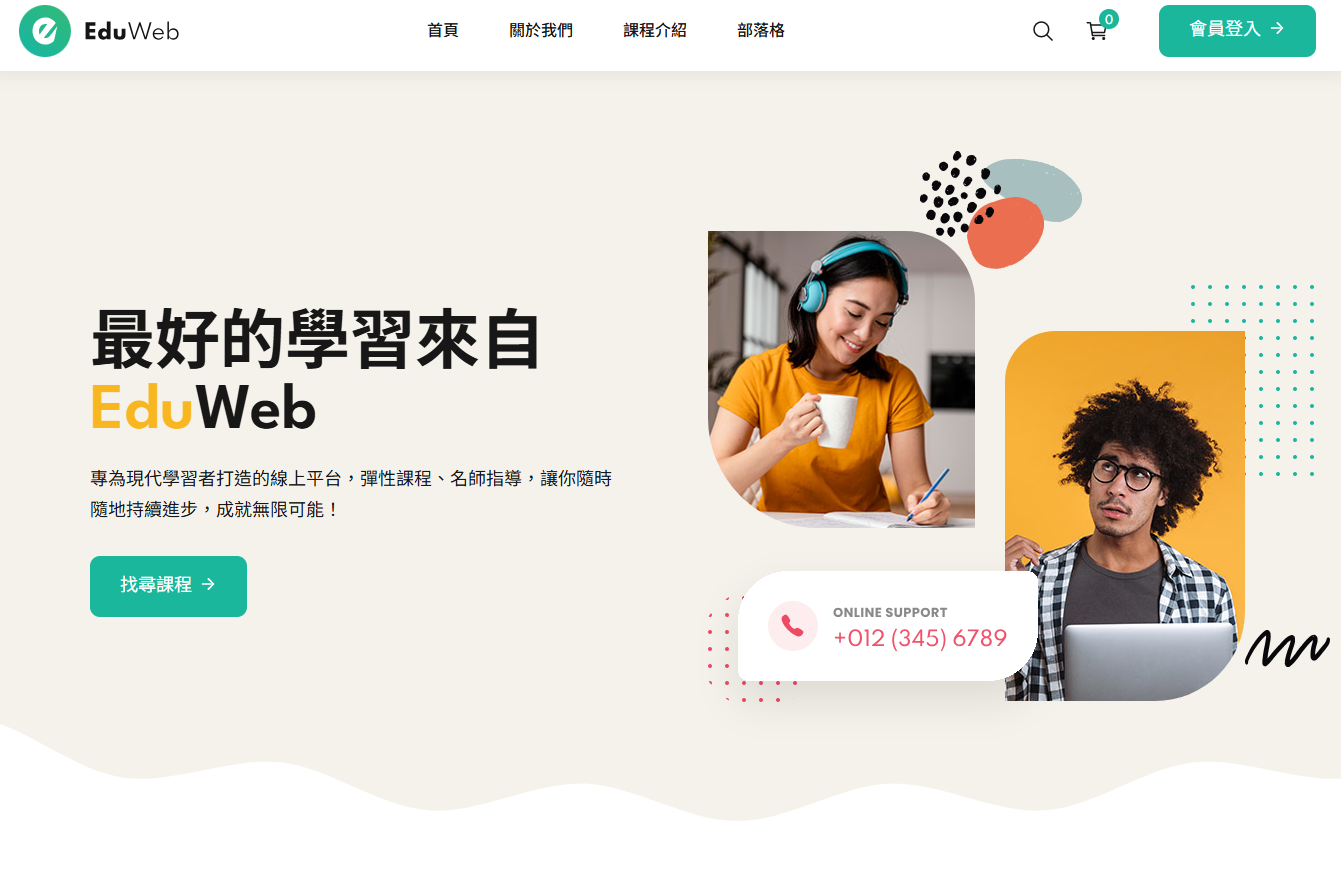 EduWeb
首頁
關於我們
課程介紹
部落格
0
會員登入 →
最好的學習來自
EduWeb
專為現代學習者打造的線上平台，彈性課程、名師指導，讓你隨時
隨地持續進步，成就無限可能！
找尋課程 →
ONLINE SUPPORT
+012 (345) 6789